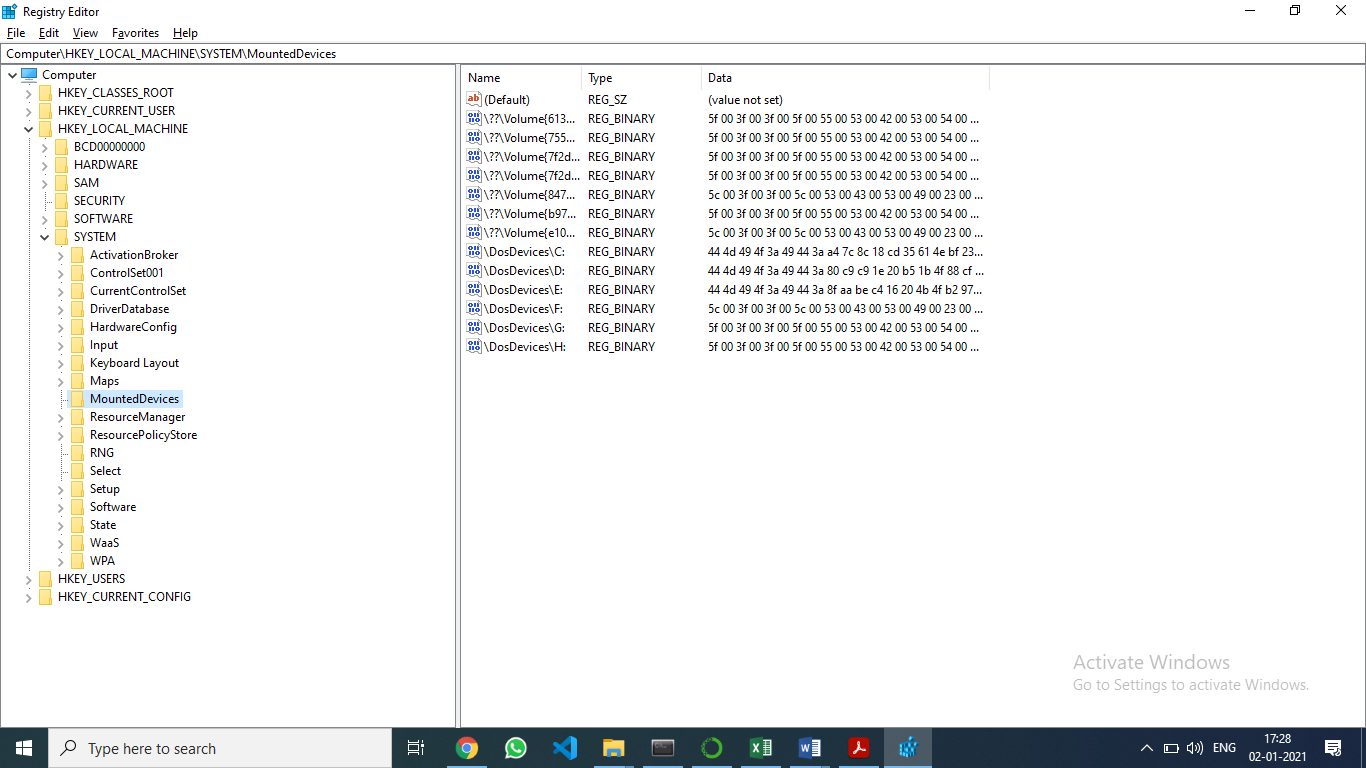 Registry Editor
File Edit View Favorites Help
Computer\HKEY_LOCAL_MACHINE\SYSTEM\MountedDevices
Computer
HKEY_CLASSES_ROOT
HKEY_CURRENT_USER
HKEY_LOCAL_MACHINE
BCD00000000
HARDWARE
SAM
SECURITY
SOFTWARE
SYSTEM
ActivationBroker
ControlSet001
CurrentControlSet
DriverDatabase
HardwareConfig
Input
Keyboard Layout
Maps
MountedDevices
ResourceManager
ResourcePolicyStore
RNG
Select
Setup
Software
State
WaaS
WPA
HKEY_USERS
HKEY_CURRENT_CONFIG
Name Type Data
(Default) REG_SZ (value not set)
\??\Volume{613... REG_BINARY 5f 00 3f 00 3f 00 5f 00 55 00 53 00 42 00 53 00 54 00 ...
\??\Volume{755... REG_BINARY 5f 00 3f 00 3f 00 5f 00 55 00 53 00 42 00 53 00 54 00 ...
\??\Volume{7f2d... REG_BINARY 5f 00 3f 00 3f 00 5f 00 55 00 53 00 42 00 53 00 54 00 ...
\??\Volume{7f2d... REG_BINARY 5f 00 3f 00 3f 00 5f 00 55 00 53 00 42 00 53 00 54 00 ...
\??\Volume{847... REG_BINARY 5c 00 3f 00 3f 00 5c 00 53 00 43 00 53 00 49 00 23 00 ...
\??\Volume{b97... REG_BINARY 5f 00 3f 00 3f 00 5f 00 55 00 53 00 42 00 53 00 54 00 ...
\??\Volume{e10... REG_BINARY 5c 00 3f 00 3f 00 5c 00 53 00 43 00 53 00 49 00 23 00 ...
\DosDevices\C: REG_BINARY 44 4d 49 4f 3a 49 44 3a a4 7c 8c 18 cd 35 61 4e bf 23...
\DosDevices\D: REG_BINARY 44 4d 49 4f 3a 49 44 3a 80 c9 c9 1e 20 b5 1b 4f 88 cf ...
\DosDevices\E: REG_BINARY 44 4d 49 4f 3a 49 44 3a 8f aa be c4 16 20 4b 4f b2 97...
\DosDevices\F: REG_BINARY 5c 00 3f 00 3f 00 5c 00 53 00 43 00 53 00 49 00 23 00 ...
\DosDevices\G: REG_BINARY 5f 00 3f 00 3f 00 5f 00 55 00 53 00 42 00 53 00 54 00 ...
\DosDevices\H: REG_BINARY 5f 00 3f 00 3f 00 5f 00 55 00 53 00 42 00 53 00 54 00 ...
Activate Windows
Go to Settings to activate Windows.
Type here to search
ENG
17:28
02-01-2021